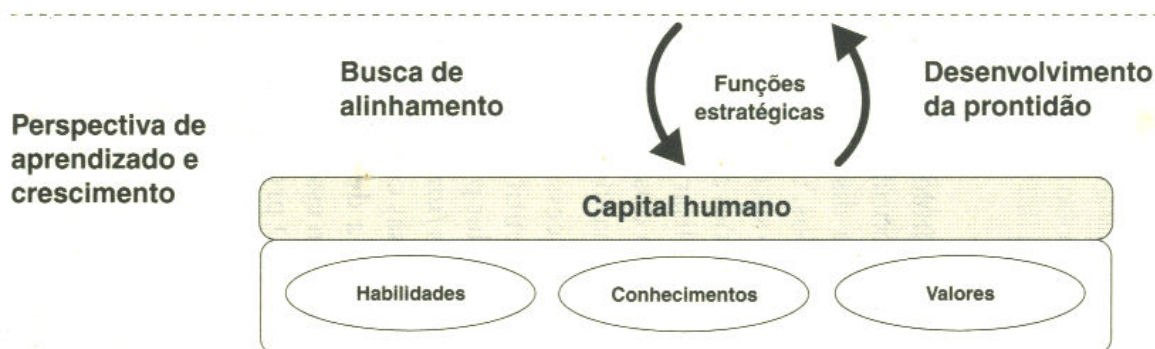 Perspectiva de
aprendizado e
crescimento
Busca de
alinhamento
Funções
estratégicas
Desenvolvimento
da prontidão
Capital humano
Habilidades
Conhecimentos
Valores